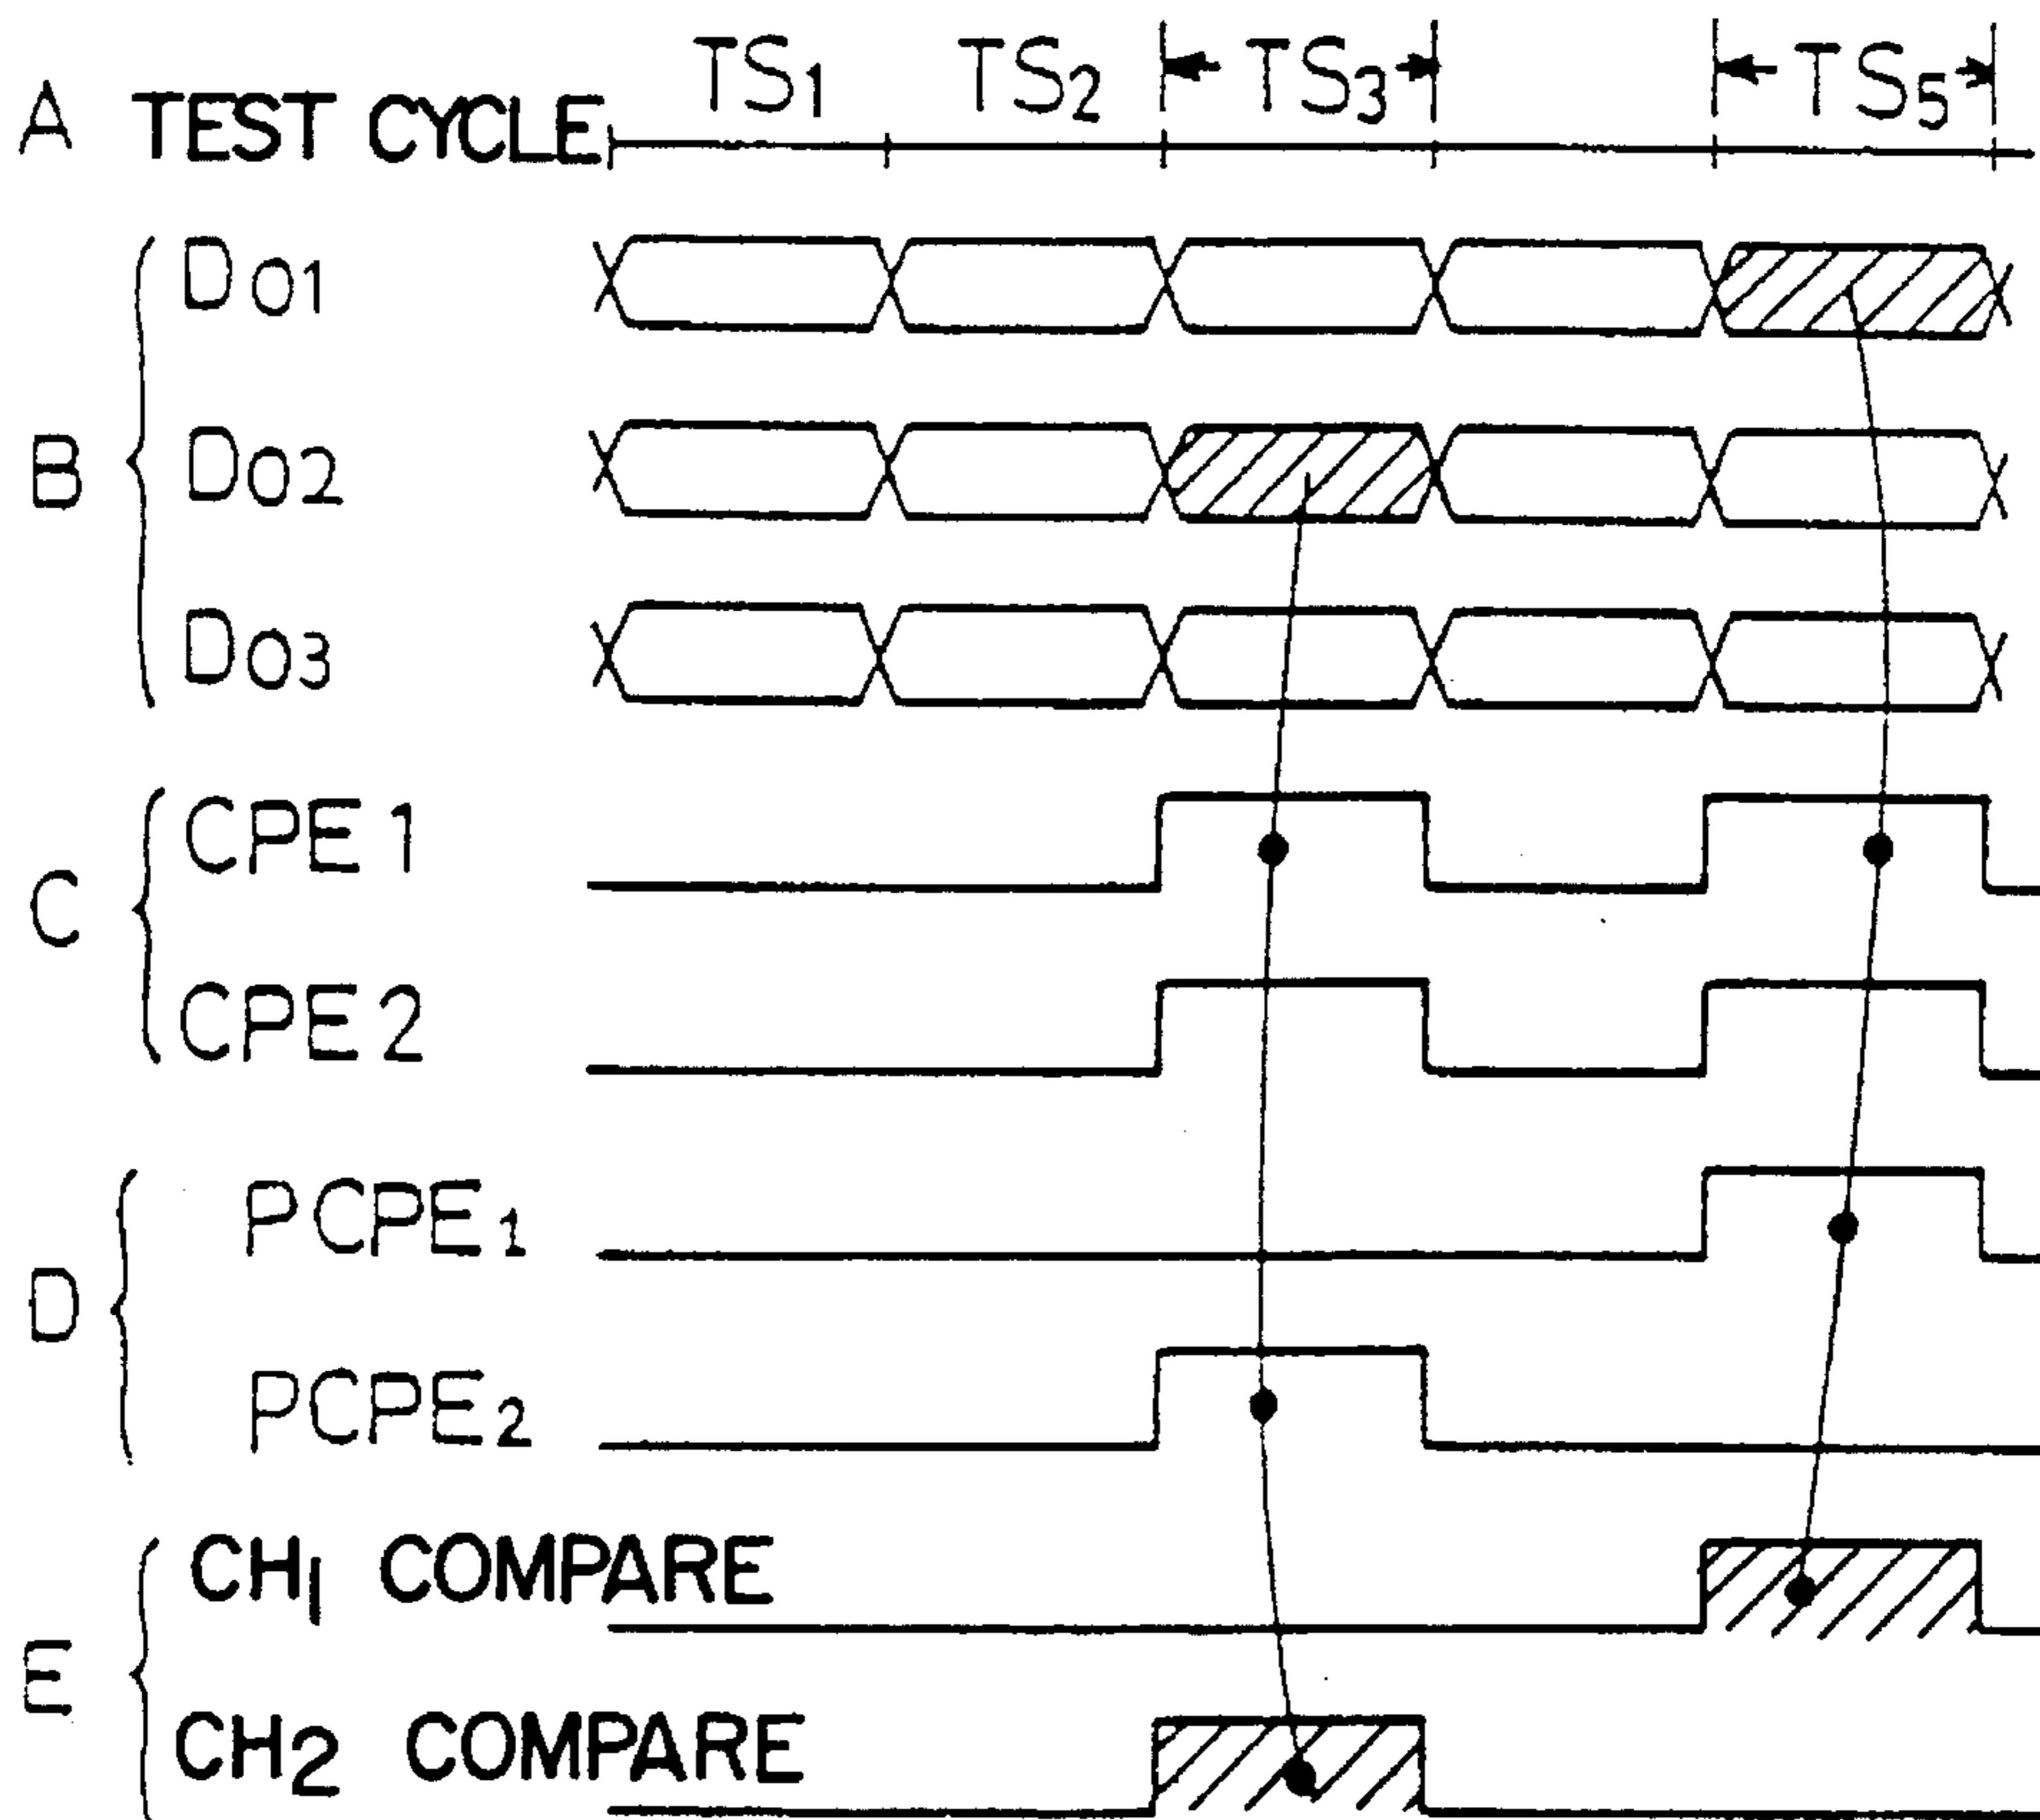 TS1 TS2 TS3 TS5
A TEST CYCLE
B
DO1
DO2
DO3
C
CPE 1
CPE 2
D
PCPE1
PCPE2
E
CH1 COMPARE
CH2 COMPARE